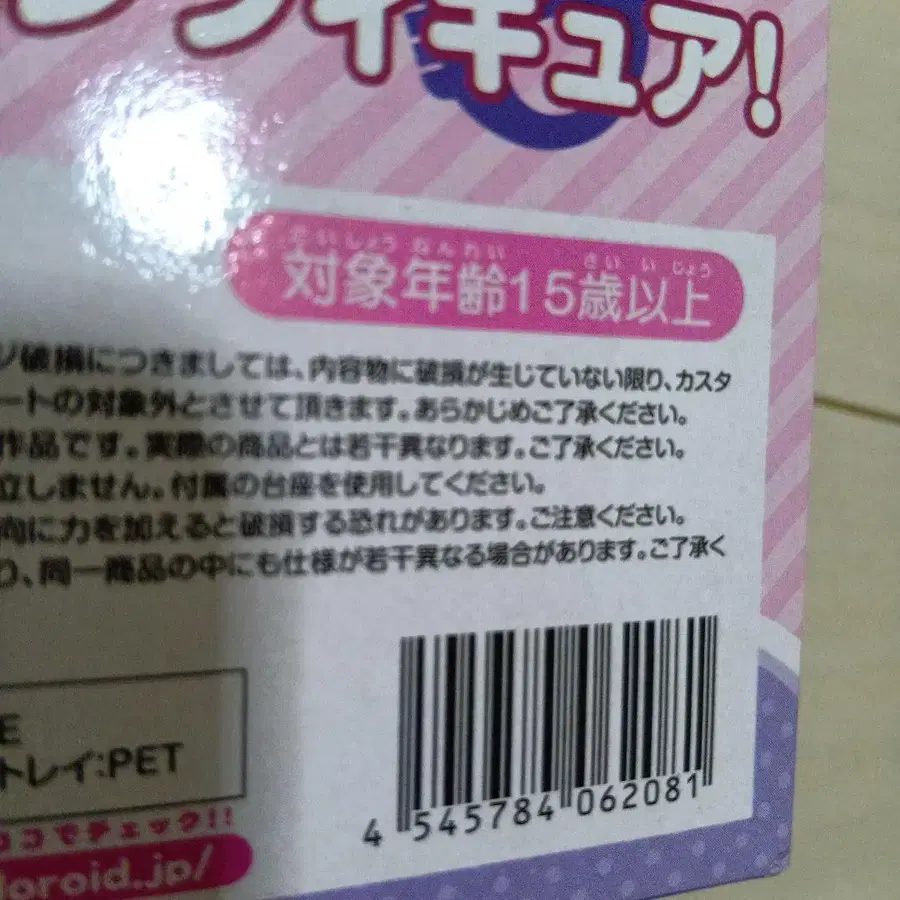 フィギュア!
たいしょうねんれい さいいじょう
対象年齢15歳以上
破損につきましては、内容物に破損が生じていない限り、カスタ
ートの対象外とさせて頂きます。あらかじめご了承ください。
作品です。実際の商品とは若干異なります。ご了承ください。
立しません。付属の台座を使用してください。
向に力を加えると破損する恐れがあります。ご注意ください。
り、同一商品の中にも仕様が若干異なる場合があります。ご了承く
E
トレイ:PET
ココでチェック!!
oroid.jp/
4 545784 062081